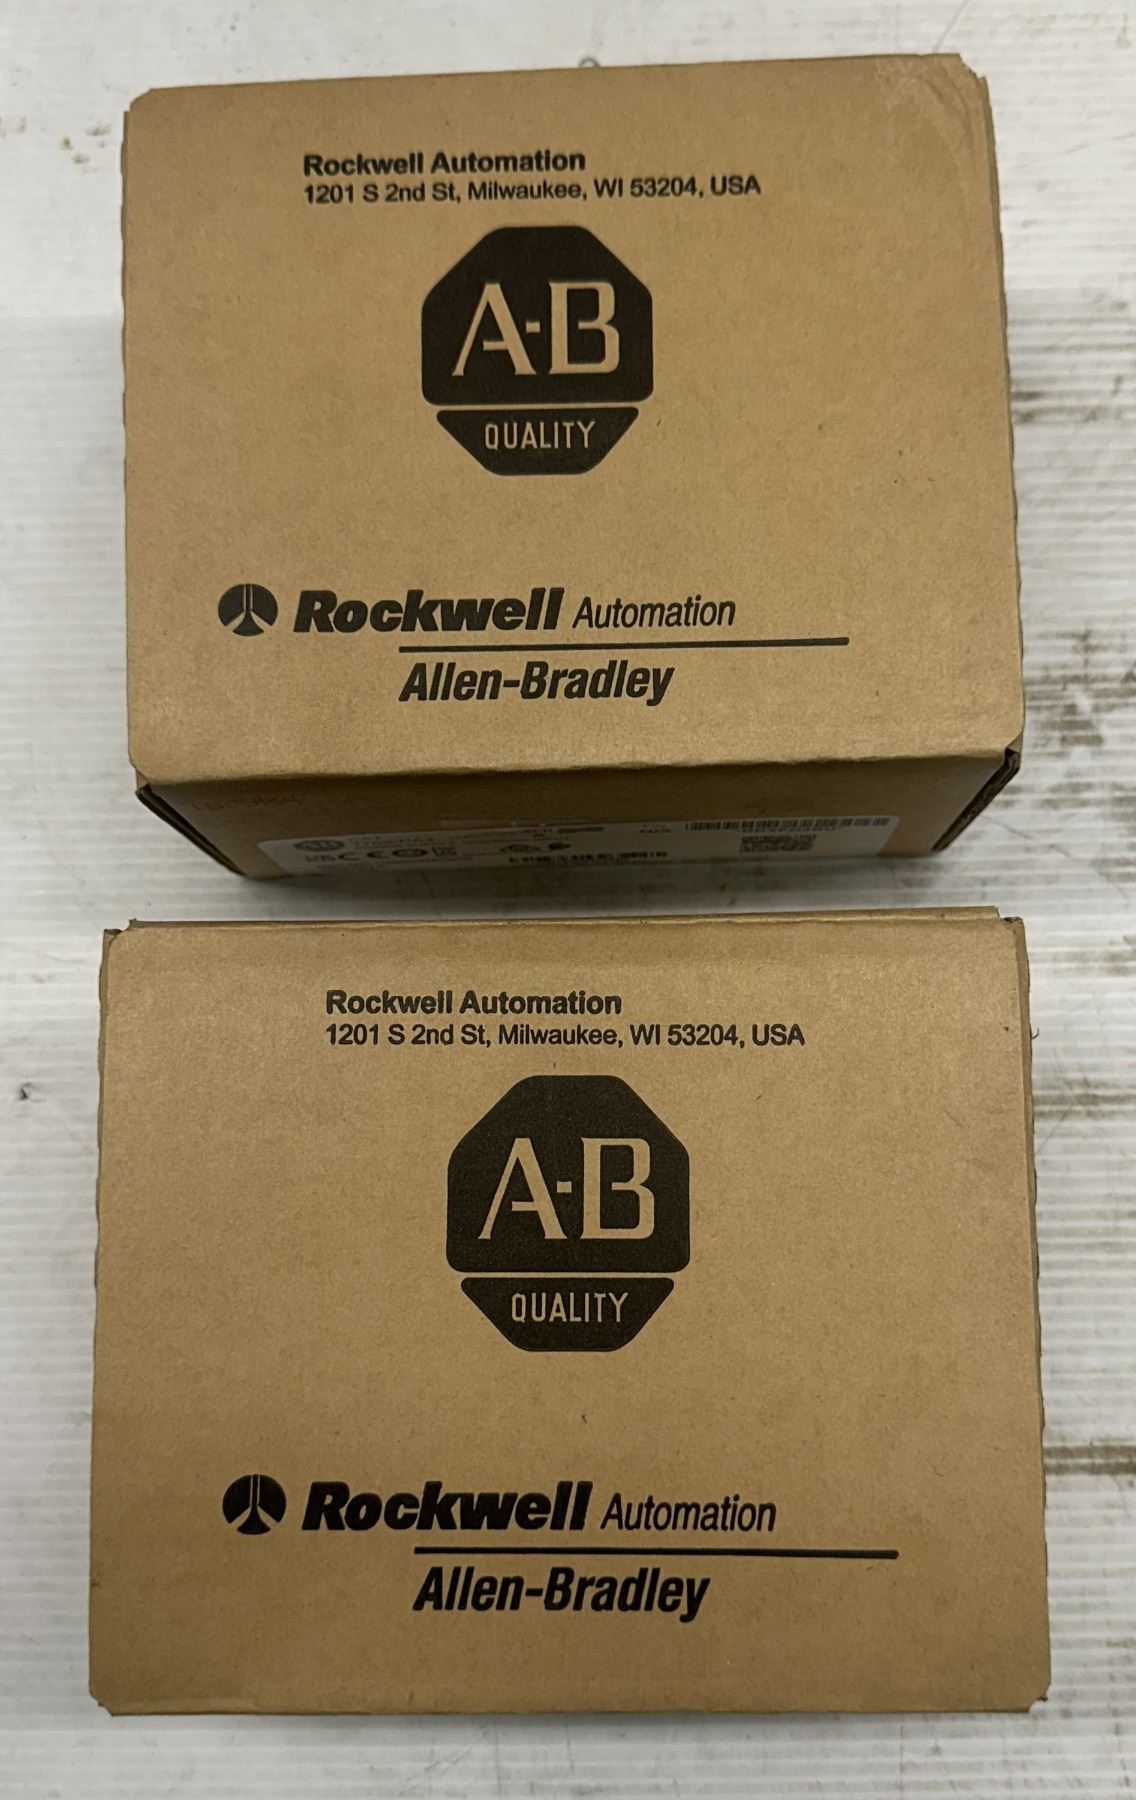 Rockwell Automation
1201 S 2nd St, Milwaukee, WI 53204, USA
A-B
QUALITY
Rockwell Automation
Allen-Bradley
N/A
Rockwell Automation
1201 S 2nd St, Milwaukee, WI 53204, USA
A-B
QUALITY
Rockwell Automation
Allen-Bradley